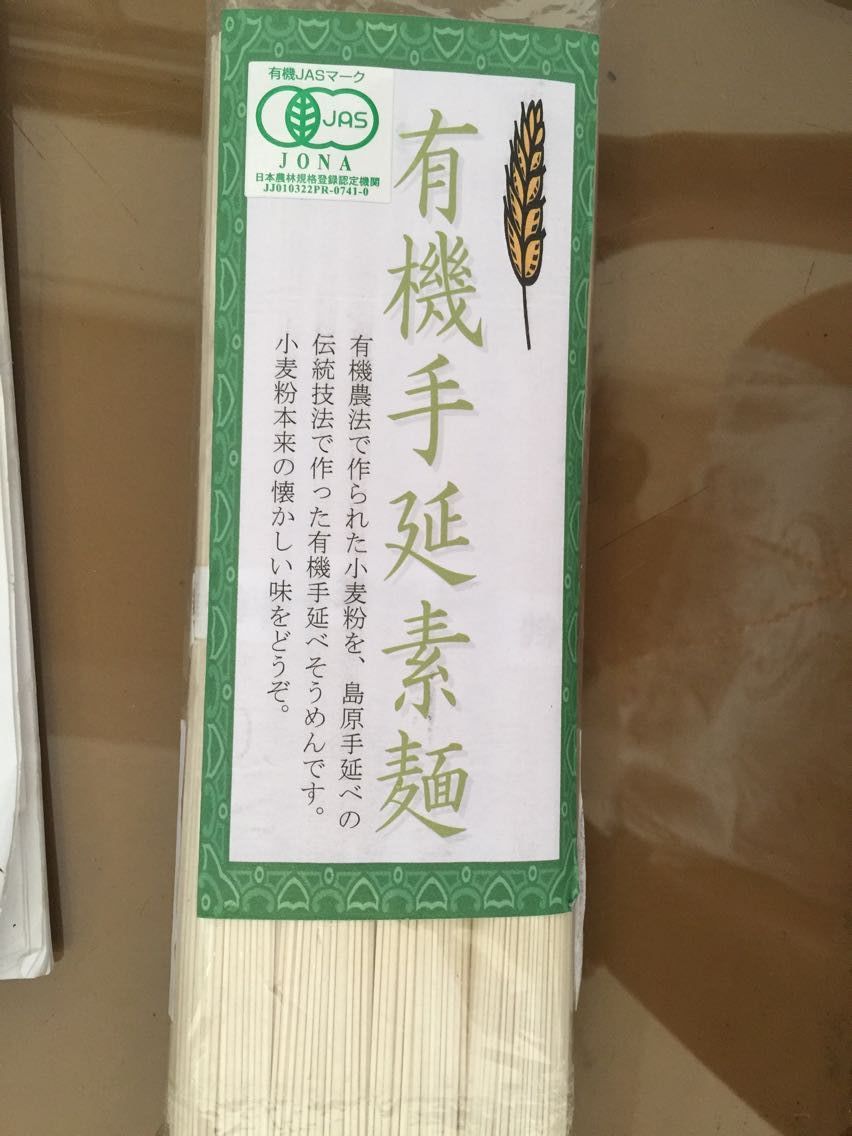 有機JASマーク
JAS
JONA
日本農林規格登録認定機関
JJ010322PR-0741-0
有機手延素麺
有機農法で作られた小麦粉を、島原手延べの
伝統技法で作った有機手延べそうめんです。
小麦粉本来の懐かしい味をどうぞ。